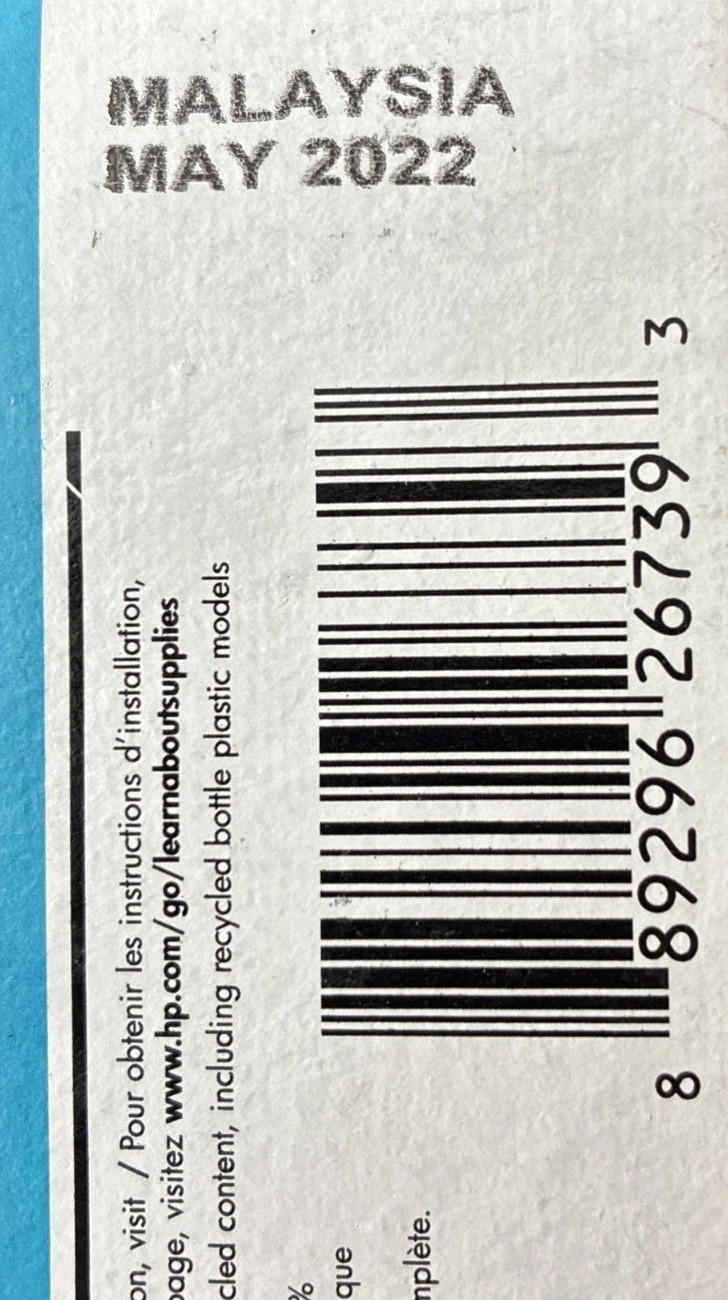 MALAYSIA
MAY 2022
on, visit / Pour obtenir les instructions d'installation,
page, visitez www.hp.com/go/learnaboutsupplies
cled content, including recycled bottle plastic models
%
que
mplète.
8 89296 26739 3